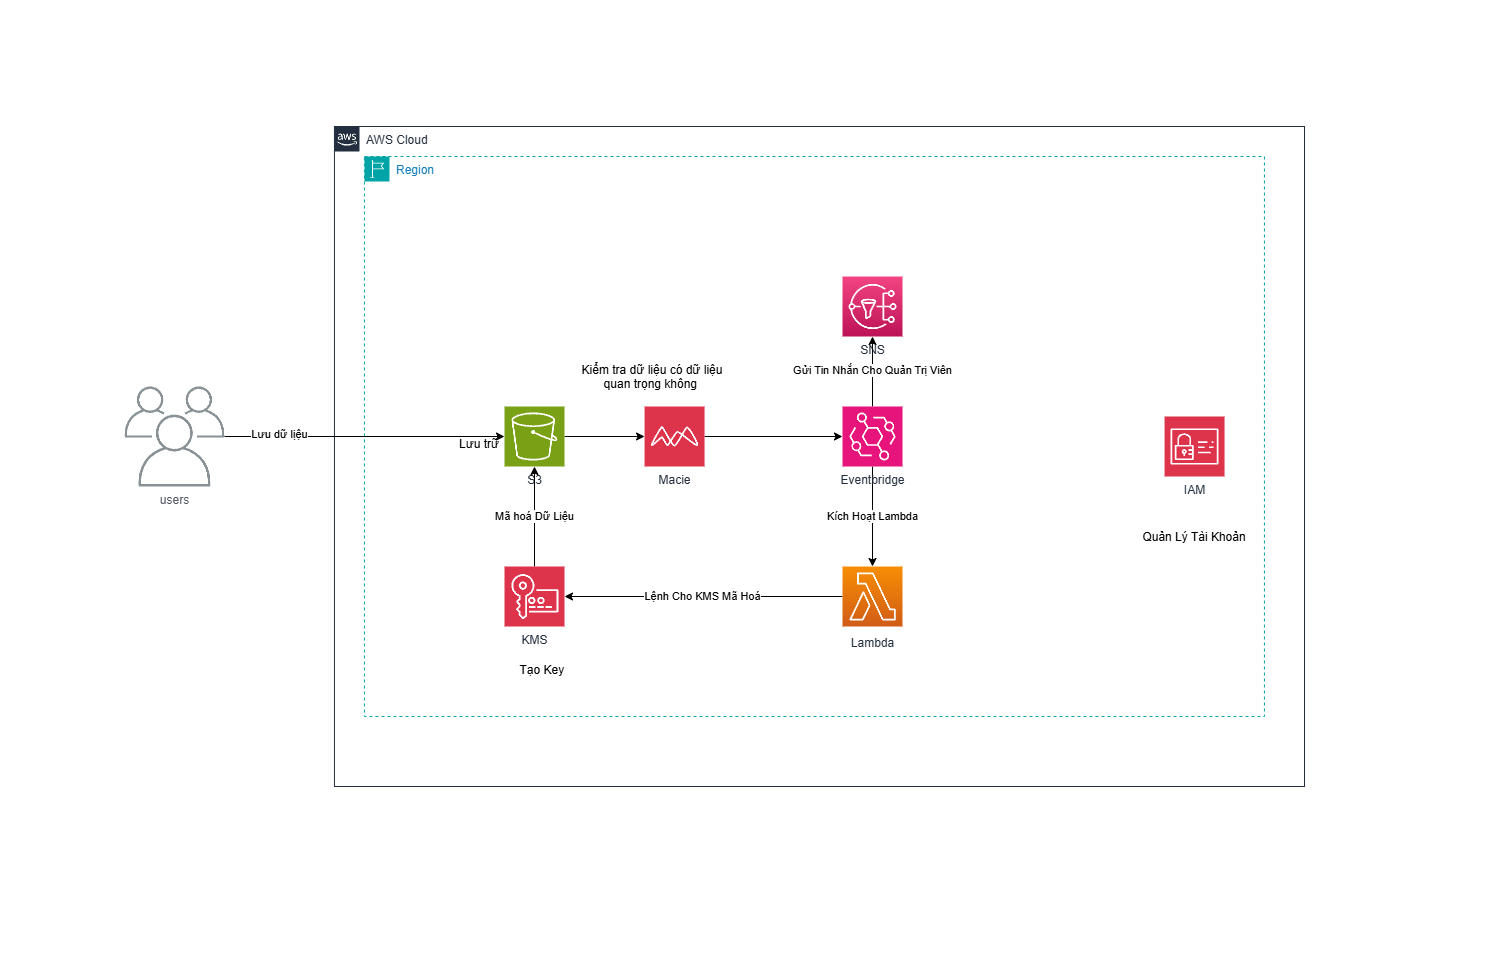 aws
AWS Cloud
Region
SNS
Gửi Tin Nhắn Cho Quản Trị Viên
Kiểm tra dữ liệu có dữ liệu
quan trọng không
Lưu dữ liệu
Lưu trữ
S3
Macie
Eventbridge
IAM
users
Mã hoá Dữ Liệu
Kích Hoạt Lambda
Quản Lý Tài Khoản
Lệnh Cho KMS Mã Hoá
KMS
Lambda
Tạo Key